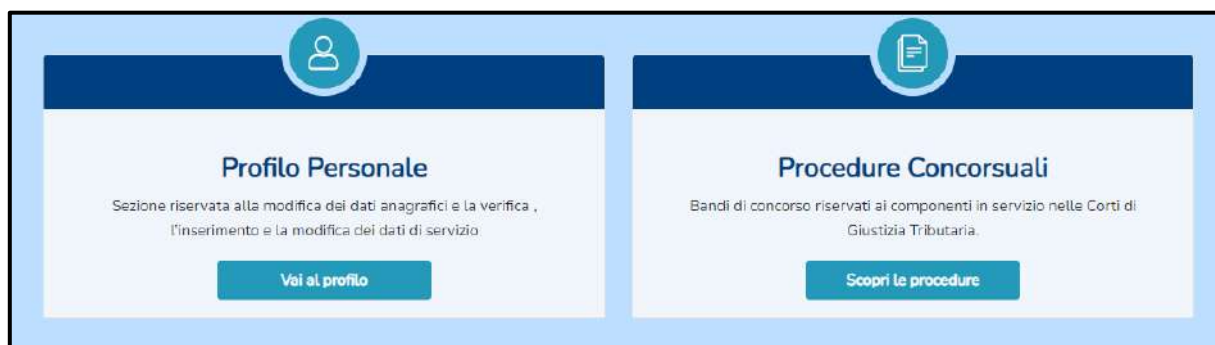 Profilo Personale
Sezione riservata alla modifica dei dati anagrafici e la verifica ,
l'inserimento e la modifica dei dati di servizio
Vai al profilo
Procedure Concorsuali
Bandi di concorso riservati ai componenti in servizio nelle Corti di
Giustizia Tributaria.
Scopri le procedure